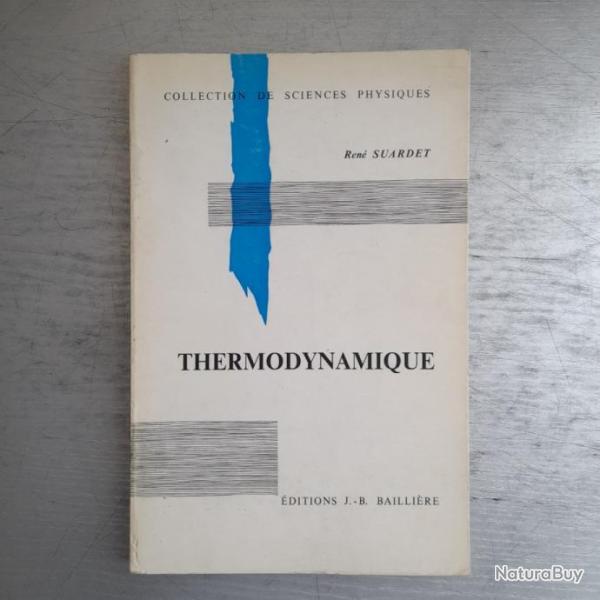 COLLECTION DE SCIENCES PHYSIQUES
René SUARDET
THERMODYNAMIQUE
ÉDITIONS J.-B. BAILLIÈRE
NaturaBuy